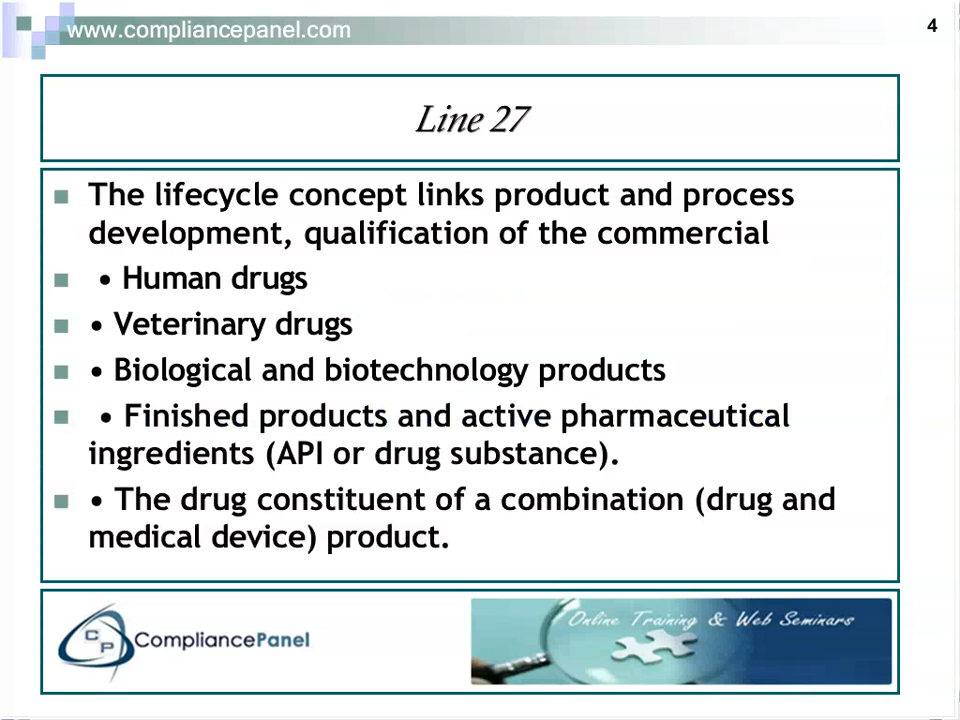 www.compliancepanel.com
4
Line 27
The lifecycle concept links product and process
development, qualification of the commercial
• Human drugs
• Veterinary drugs
• Biological and biotechnology products
• Finished products and active pharmaceutical
ingredients (API or drug substance).
• The drug constituent of a combination (drug and
medical device) product.
CP CompliancePanel
Online Training & Web Seminars